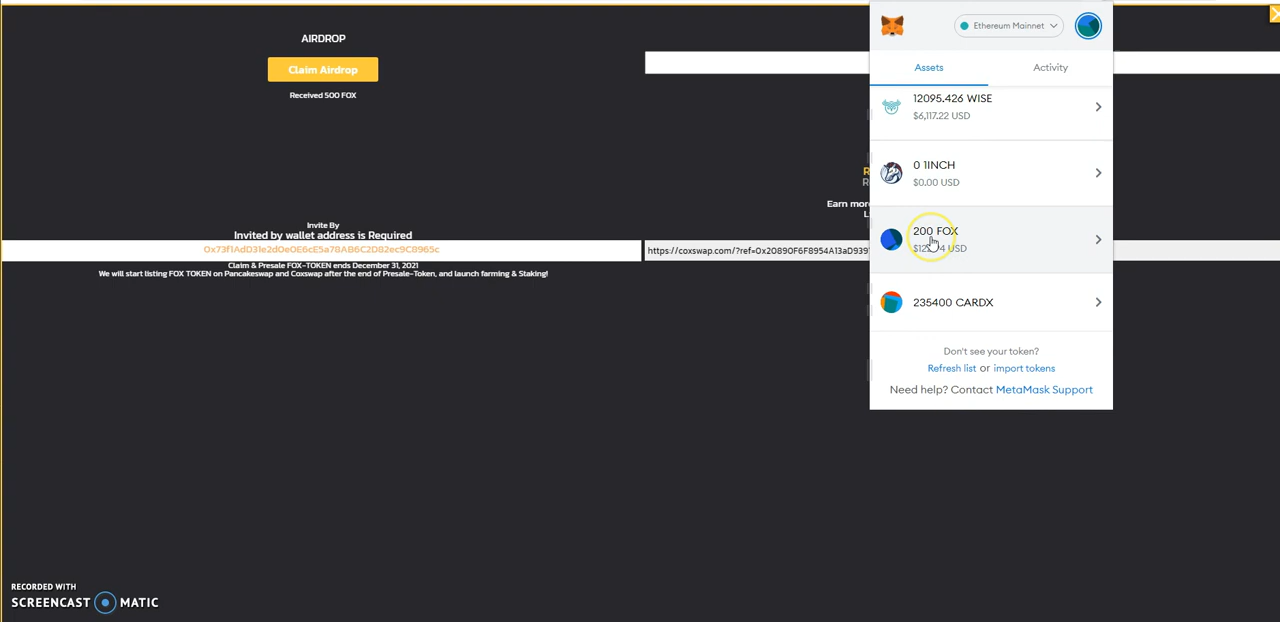 AIRDROP
Claim Airdrop
Received 500 FOX
Invite By
Invited by wallet address is Required
0x73f1AdD31e2d0e0E6cE5a78AB6C2D82ec9C8965c
Claim & Presale FOX-TOKEN ends December 31, 2021
We will start listing FOX TOKEN on Pancakeswap and Coxswap after the end of Presale-Token, and launch farming & Staking!
Earn mor
https://coxswap.com/?ref=0x20890F6F8954A13aD939
Ethereum Mainnet
Assets
Activity
12095.426 WISE
$6,117.22 USD
0 1INCH
$0.00 USD
200 FOX
USD
235400 CARDX
Don't see your token?
Refresh list or import tokens
Need help? Contact MetaMask Support
RECORDED WITH
SCREENCAST MATIC